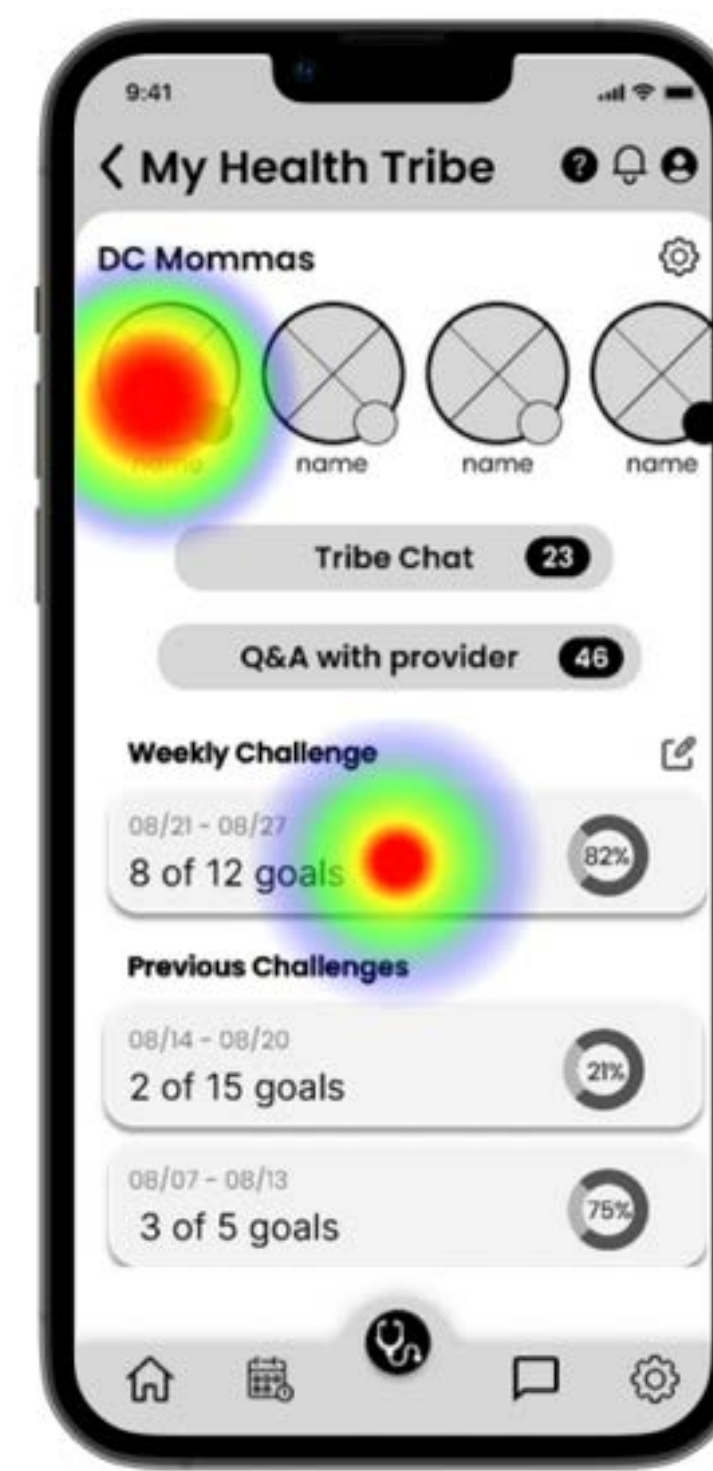 9:41
My Health Tribe
DC Mommas
name name name name
Tribe Chat 23
Q&A with provider 46
Weekly Challenge
08/21 - 08/27
8 of 12 goals
82%
Previous Challenges
08/14 - 08/20
2 of 15 goals
21%
08/07 - 08/13
3 of 5 goals
75%